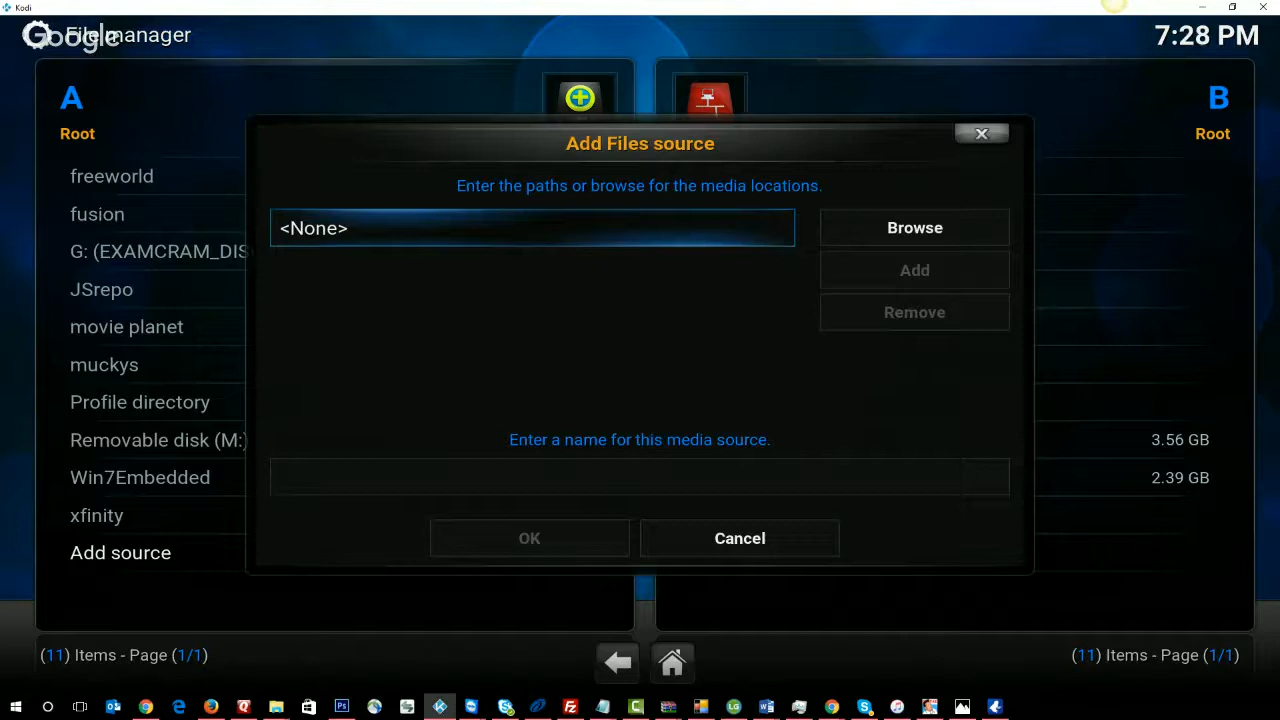 Kodi
Google
File manager
7:28 PM
A
B
Root
Root
Add Files source
Enter the paths or browse for the media locations.
<None>
Browse
Add
Remove
Enter a name for this media source.
OK
Cancel
freeworld
fusion
G: (EXAMCRAM_DIS
JSrepo
movie planet
muckys
Profile directory
Removable disk (M:)
3.56 GB
Win7Embedded
2.39 GB
xfinity
Add source
(11) Items - Page (1/1)
(11) Items - Page (1/1)